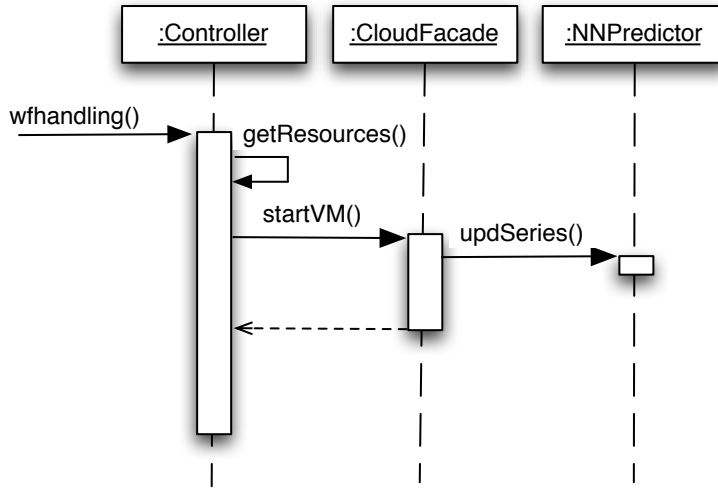 :Controller
:CloudFacade
:NNPredictor
wfhandling()
getResources()
startVM()
updSeries()